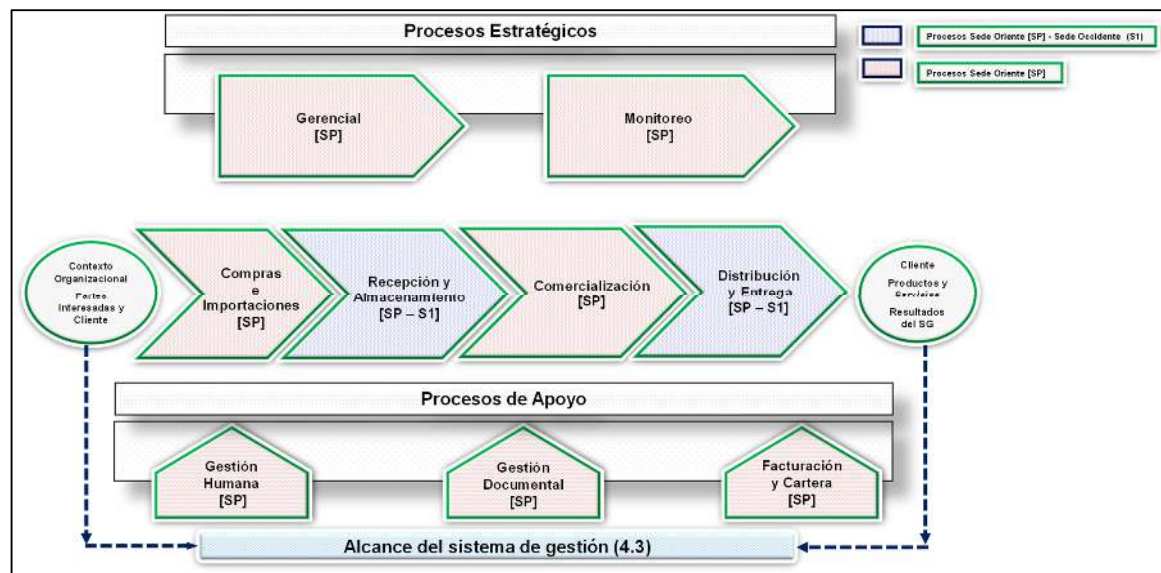 Procesos Estratégicos
Procesos Sede Oriente [SP] - Sede Occidente (S1)
Procesos Sede Oriente [SP]
Gerencial
[SP]
Monitoreo
[SP]
Contexto
Organizacional
Partes
Interesadas y
Cliente
Compras
e
Importaciones
[SP]
Recepción y
Almacenamiento
[SP – S1]
Comercialización
[SP]
Distribución
y Entrega
[SP – S1]
Cliente
Productos y
Servicios
Resultados
del SG
Procesos de Apoyo
Gestión
Humana
[SP]
Gestión
Documental
[SP]
Facturación
y Cartera
[SP]
Alcance del sistema de gestión (4.3)